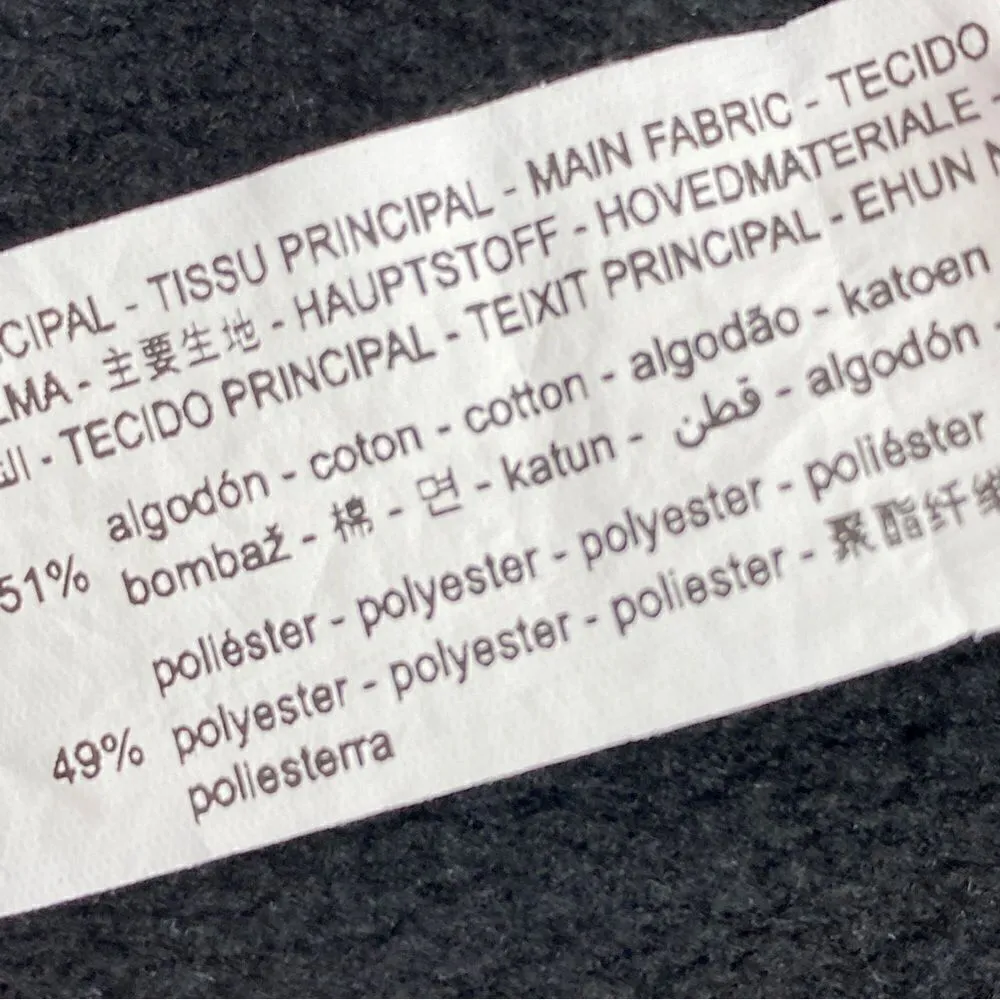 CIPAL - TISSU PRINCIPAL - MAIN FABRIC - TECIDO
LMA - 主要生地 - HAUPTSTOFF - HOVEDMATERIALE -
- TECIDO PRINCIPAL - TEIXIT PRINCIPAL - EHUN
algodón - coton - cotton - algodão - katoen
51% bombaž - 棉 - 면 - katun - قطن - algodón -
poliéster - polyester - polyester - poliéster
49% polyester - polyester - poliester - 聚酯纤维
poliesterra